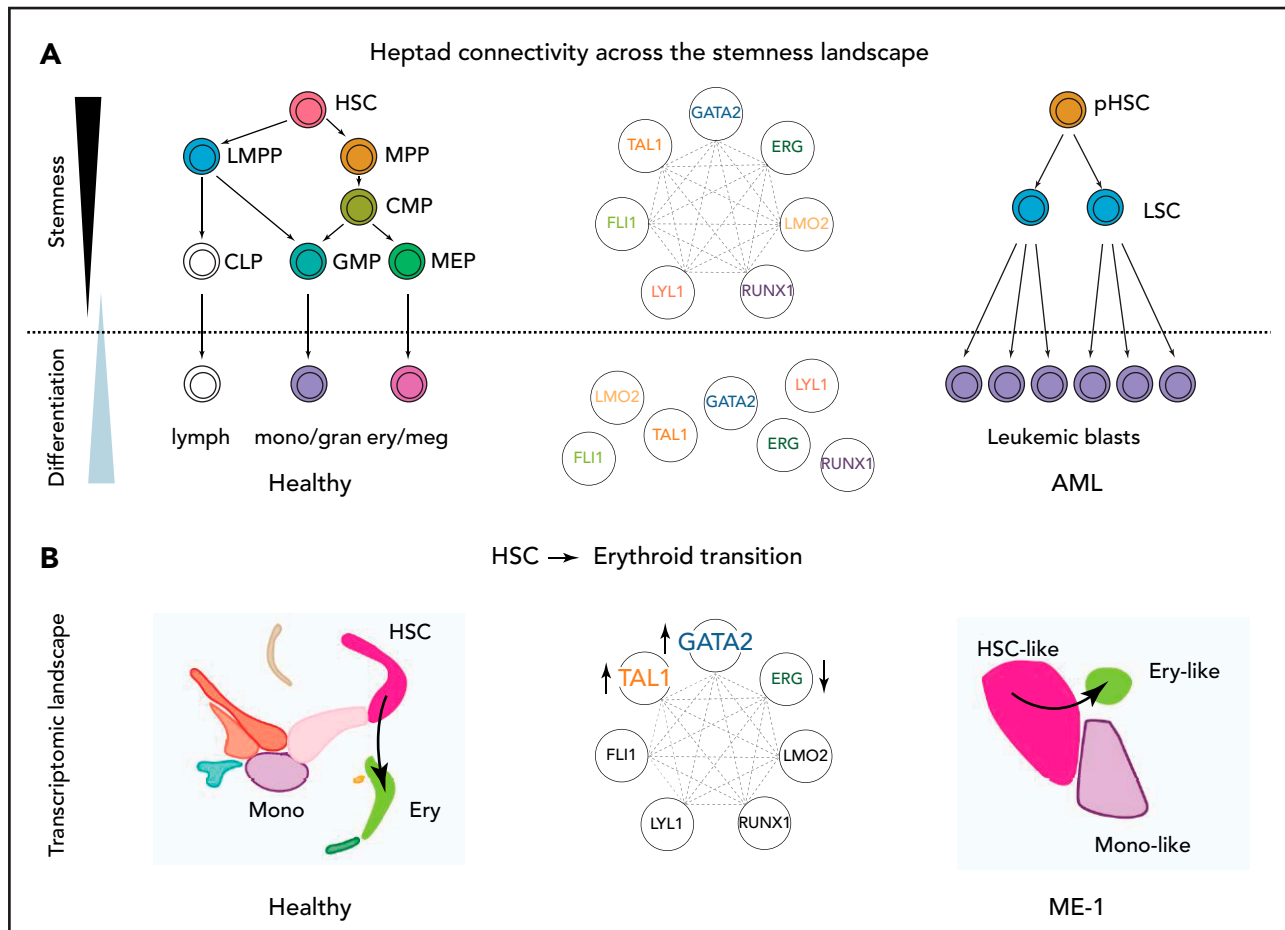 A
Heptad connectivity across the stemness landscape
Stemness
HSC
LMPP
MPP
CMP
CLP
GMP
MEP
GATA2
TAL1
ERG
FLI1
LMO2
LYL1
RUNX1
pHSC
LSC
Differentiation
lymph
mono/gran ery/meg
Healthy
LMO2
GATA2
LYL1
TAL1
ERG
FLI1
RUNX1
Leukemic blasts
AML
B
HSC → Erythroid transition
Transcriptomic landscape
HSC
Mono
Ery
Healthy
GATA2
TAL1
ERG
FLI1
LMO2
LYL1
RUNX1
HSC-like
Ery-like
Mono-like
ME-1